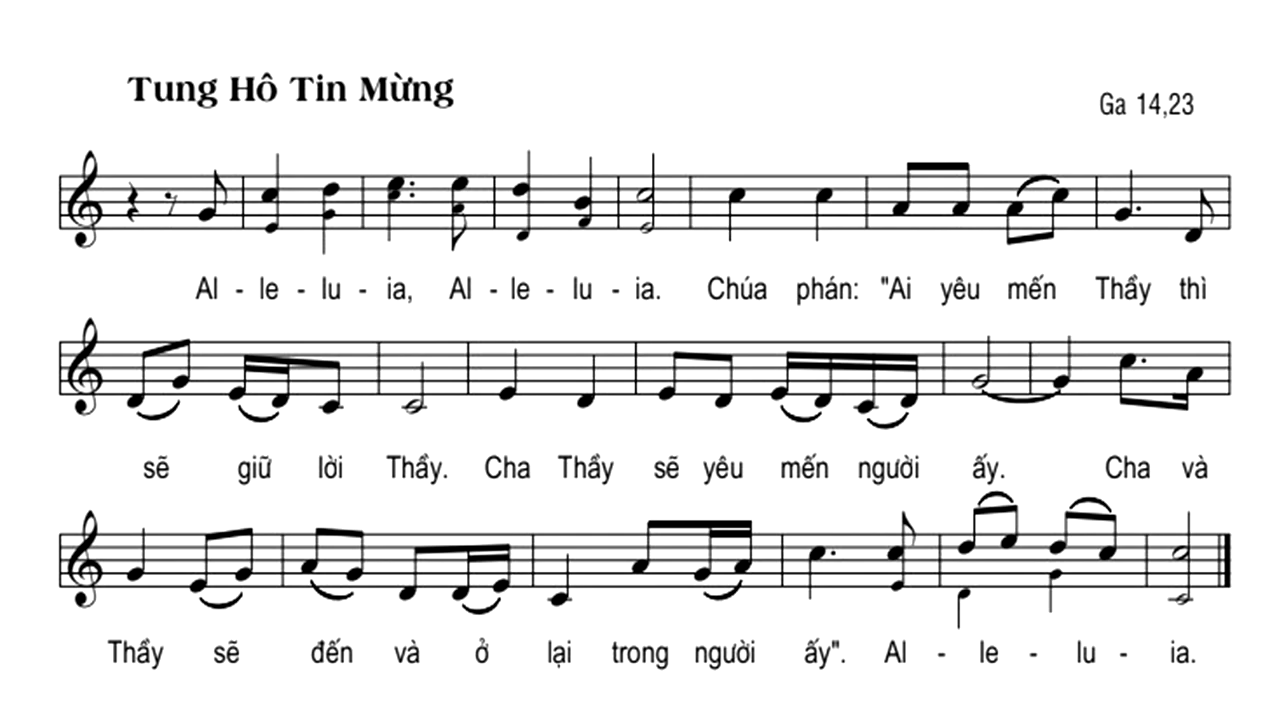 Tung Hô Tin Mừng
Ga 14,23
Al - le - lu - ia, Al - le - lu - ia. Chúa phán: "Ai yêu mến Thầy thì
sẽ giữ lời Thầy. Cha Thầy sẽ yêu mến người ấy. Cha và
Thầy sẽ đến và ở lại trong người ấy". Al - le - lu - ia.